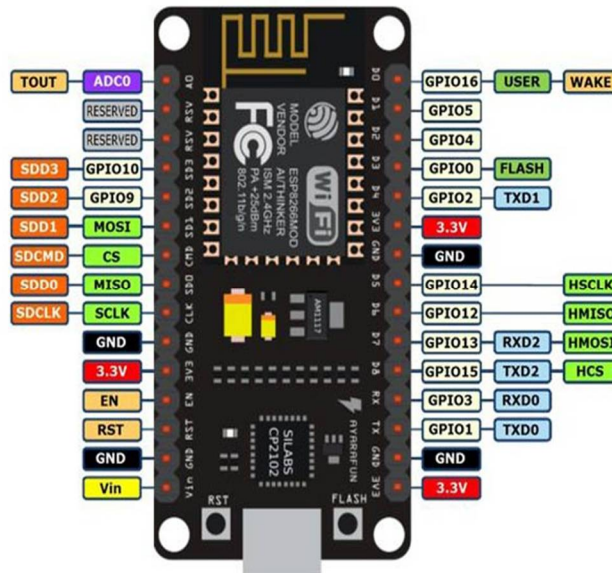 TOUT ADC0 A0 D0 GPIO16 USER WAKE
RESERVED RSV D1 GPIO5
RESERVED RSV D2 GPIO4
SDD3 GPIO10 SD3 D3 GPIO0 FLASH
SDD2 GPIO9 SD2 D4 GPIO2 TXD1
SDD1 MOSI SD1 3V3 3.3V
SDCMD CS CMD GND GND
SDD0 MISO SD0 D5 GPIO14 HSCLK
SDCLK SCLK CLK D6 GPIO12 HMISO
GND GND D7 GPIO13 RXD2 HMOSI
3.3V 3V3 D8 GPIO15 TXD2 HCS
EN EN RX GPIO3 RXD0
RST RST TX GPIO1 TXD0
GND GND GND GND
Vin Vin 3V3 3.3V
MODEL
VENDOR
ESP8266MOD
AI/THINKER
ISM 2.4GHz
PA +25dBm
802.11b/g/n
FC
Wi Fi
AM1117
SILABS
CP2102
AYARAFUN
RST
FLASH